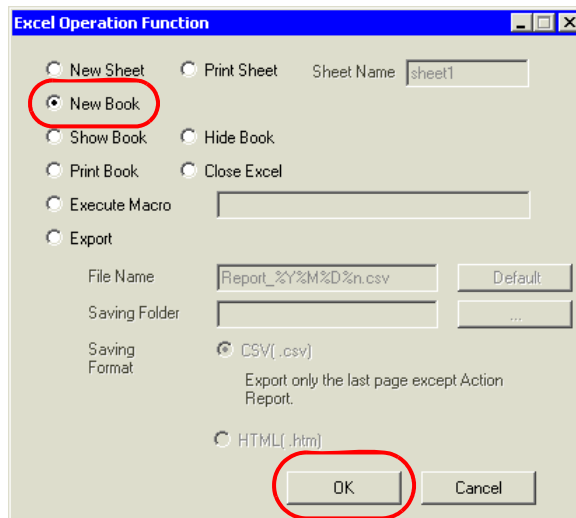 Excel Operation Function
New Sheet Print Sheet Sheet Name sheet1
New Book
Show Book Hide Book
Print Book Close Excel
Execute Macro
Export
File Name Report_%Y%M%D%n.csv Default
Saving Folder ...
Saving Format CSV( .csv)
Export only the last page except Action
Report.
HTML( .htm)
OK Cancel